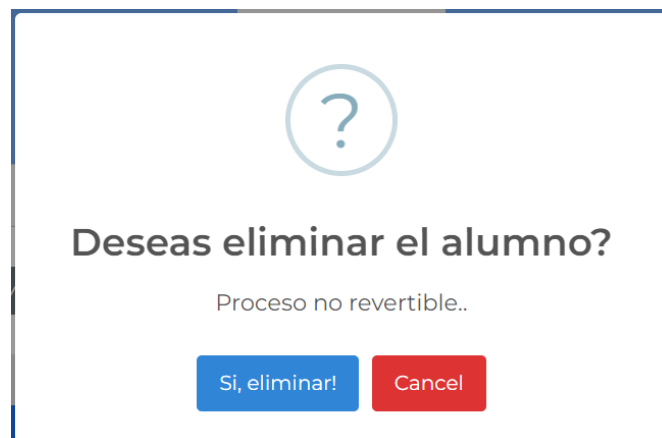 ?
Deseas eliminar el alumno?
Proceso no revertible..
Si, eliminar!
Cancel